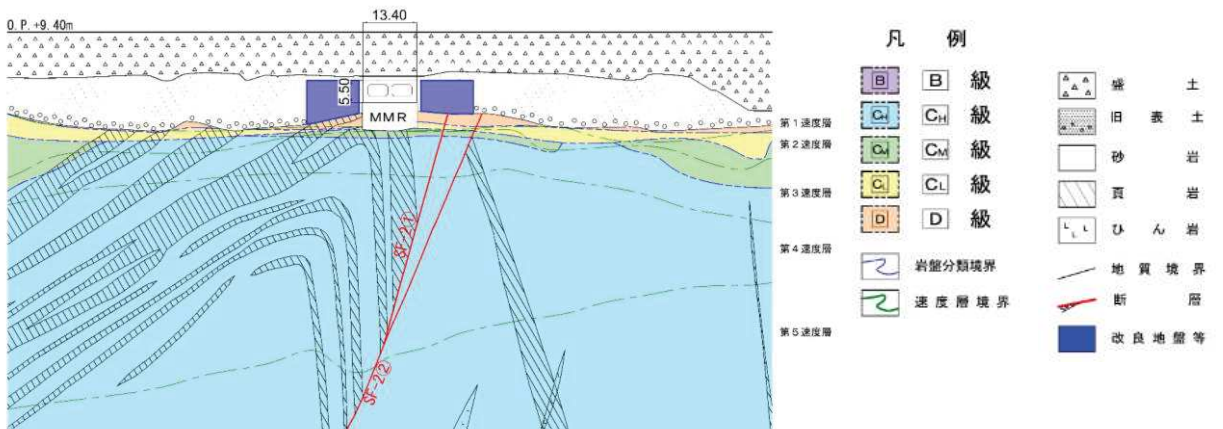 O.P.+9.40m
13.40
5.50
MMR
SF-2①
SF-2②
第1速度層
第2速度層
第3速度層
第4速度層
第5速度層
凡 例
B B 級
CH CH 級
CM CM 級
CL CL 級
D D 級
岩盤分類境界
速度層境界
盛 土
旧 表 土
砂 岩
頁 岩
ひ ん 岩
地 質 境 界
断 層
改 良 地 盤 等